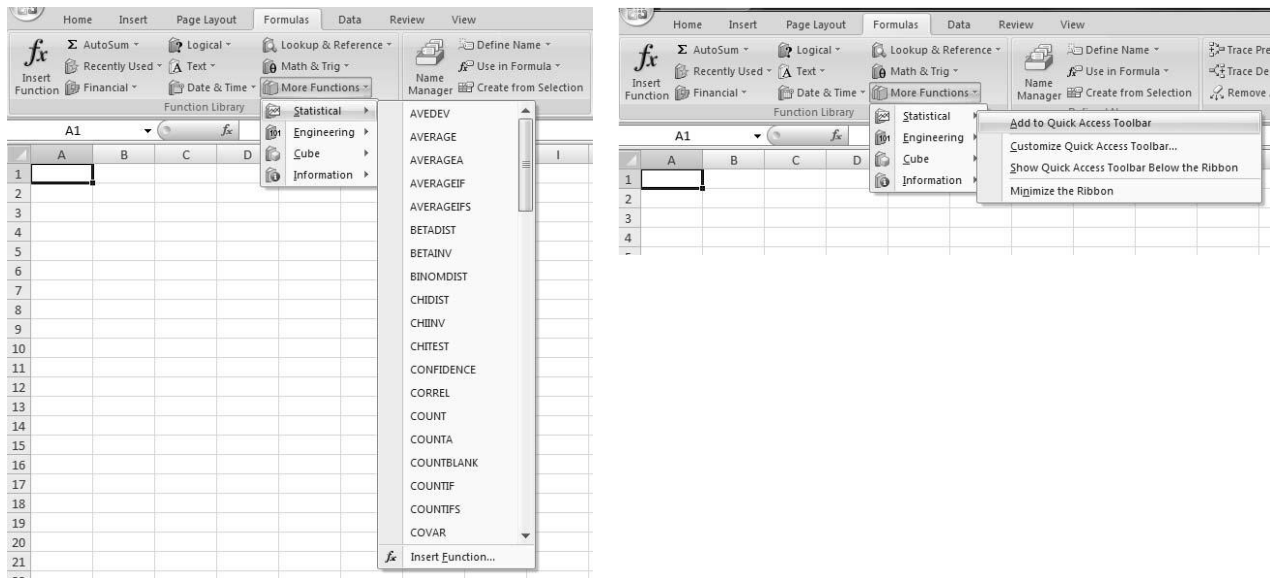 Home Insert Page Layout Formulas Data Review View
Σ AutoSum Logical Lookup & Reference Define Name
fx Recently Used A Text θ Math & Trig Name fx Use in Formula
Insert Function Financial Date & Time More Functions Manager Create from Selection
Function Library
Statistical
Engineering
Cube
Information
AVEDEV
AVERAGE
AVERAGEA
AVERAGEIF
AVERAGEIFS
BETADIST
BETAINV
BINOMDIST
CHIDIST
CHIINV
CHITEST
CONFIDENCE
CORREL
COUNT
COUNTA
COUNTBLANK
COUNTIF
COUNTIFS
COVAR
fx Insert Function...
A1 fx
A B C D I
1
2
3
4
5
6
7
8
9
10
11
12
13
14
15
16
17
18
19
20
21
Home Insert Page Layout Formulas Data Review View
Σ AutoSum Logical Lookup & Reference Define Name Trace Pre
fx Recently Used A Text θ Math & Trig Name fx Use in Formula Trace De
Insert Function Financial Date & Time More Functions Manager Create from Selection Remove
Function Library
Statistical
Engineering
Cube
Information
Add to Quick Access Toolbar
Customize Quick Access Toolbar...
Show Quick Access Toolbar Below the Ribbon
Minimize the Ribbon
A1 fx
A B C D
1
2
3
4